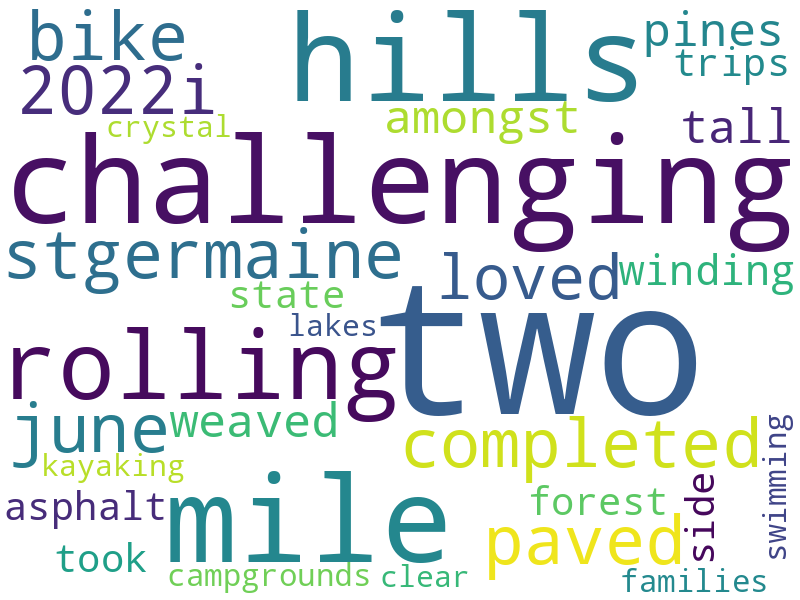 bike
hills
pines
2022i
trips
crystal
amongst
tall
challenging
stgermaine
loved
winding
state
lakes
two
rolling
june
weaved
completed
kayaking
swimming
asphalt
mile
forest
side
took
paved
campgrounds
clear
families